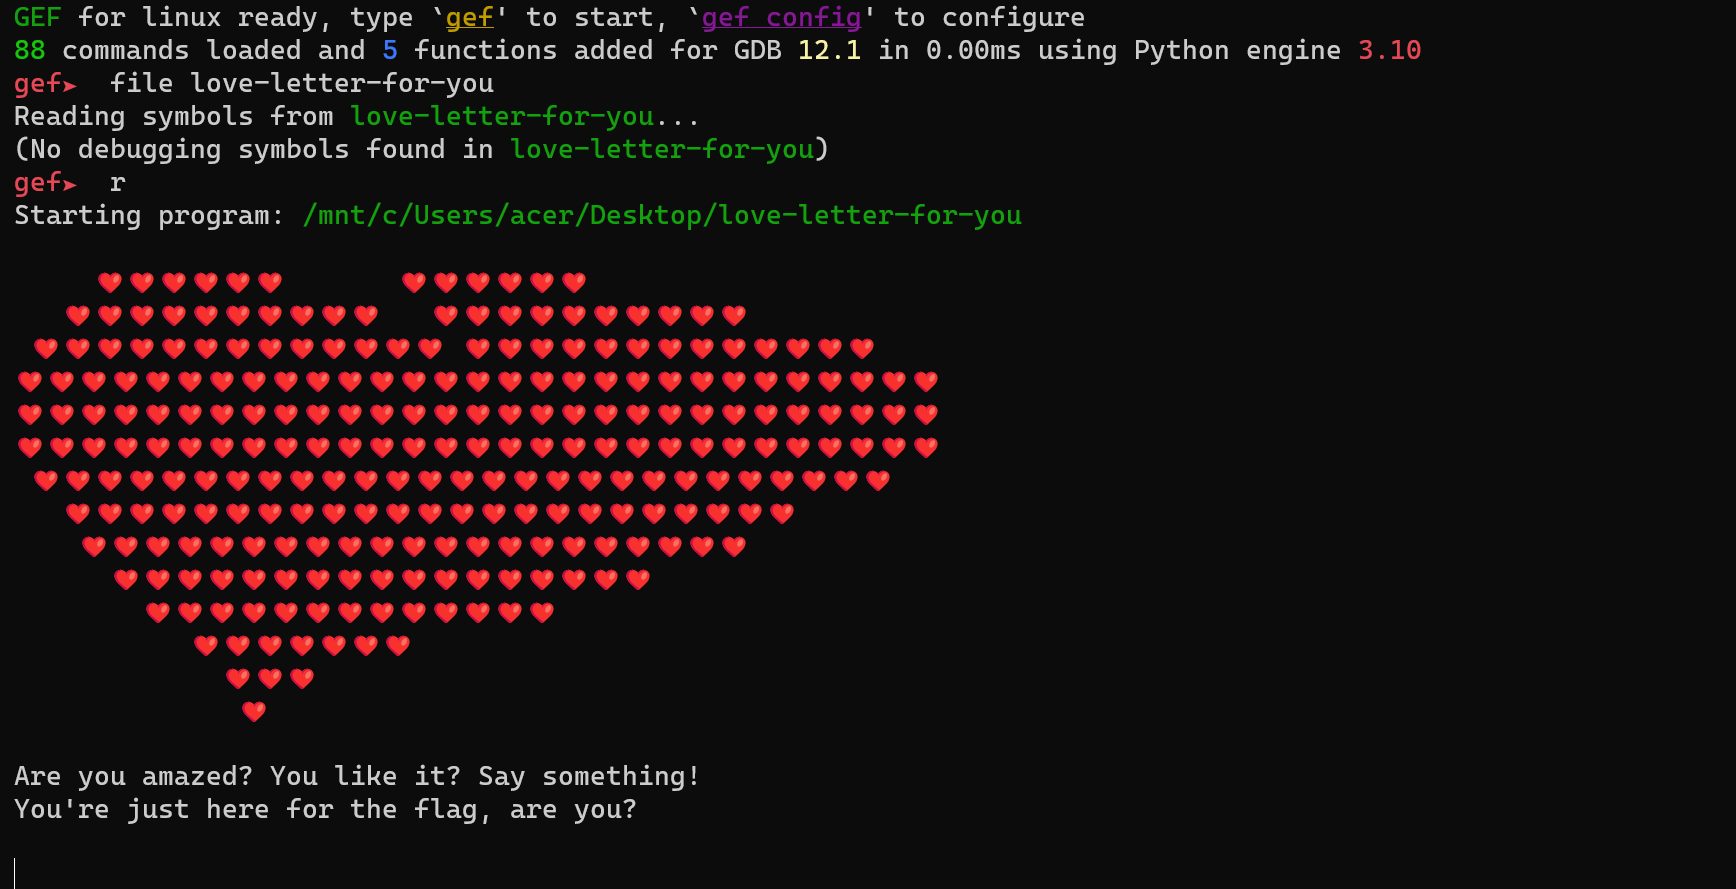 GEF for linux ready, type `gef' to start, `gef config' to configure
88 commands loaded and 5 functions added for GDB 12.1 in 0.00ms using Python engine 3.10
gef➤  file love-letter-for-you
Reading symbols from love-letter-for-you...
(No debugging symbols found in love-letter-for-you)
gef➤  r
Starting program: /mnt/c/Users/acer/Desktop/love-letter-for-you
Are you amazed? You like it? Say something!
You're just here for the flag, are you?